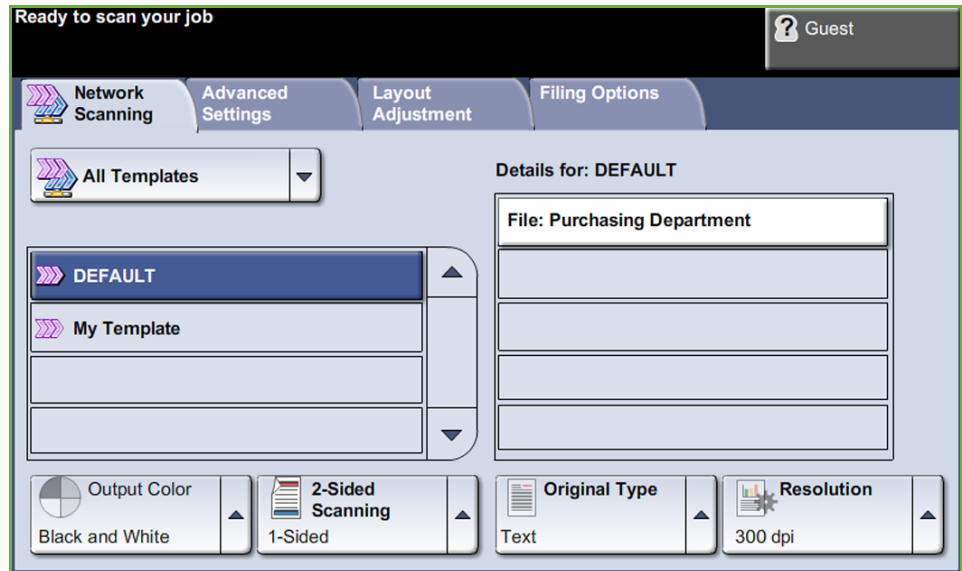 Ready to scan your job
? Guest
Network
Scanning
Advanced
Settings
Layout
Adjustment
Filing Options
All Templates
Details for: DEFAULT
File: Purchasing Department
DEFAULT
My Template
Output Color
Black and White
2-Sided
Scanning
1-Sided
Original Type
Text
Resolution
300 dpi